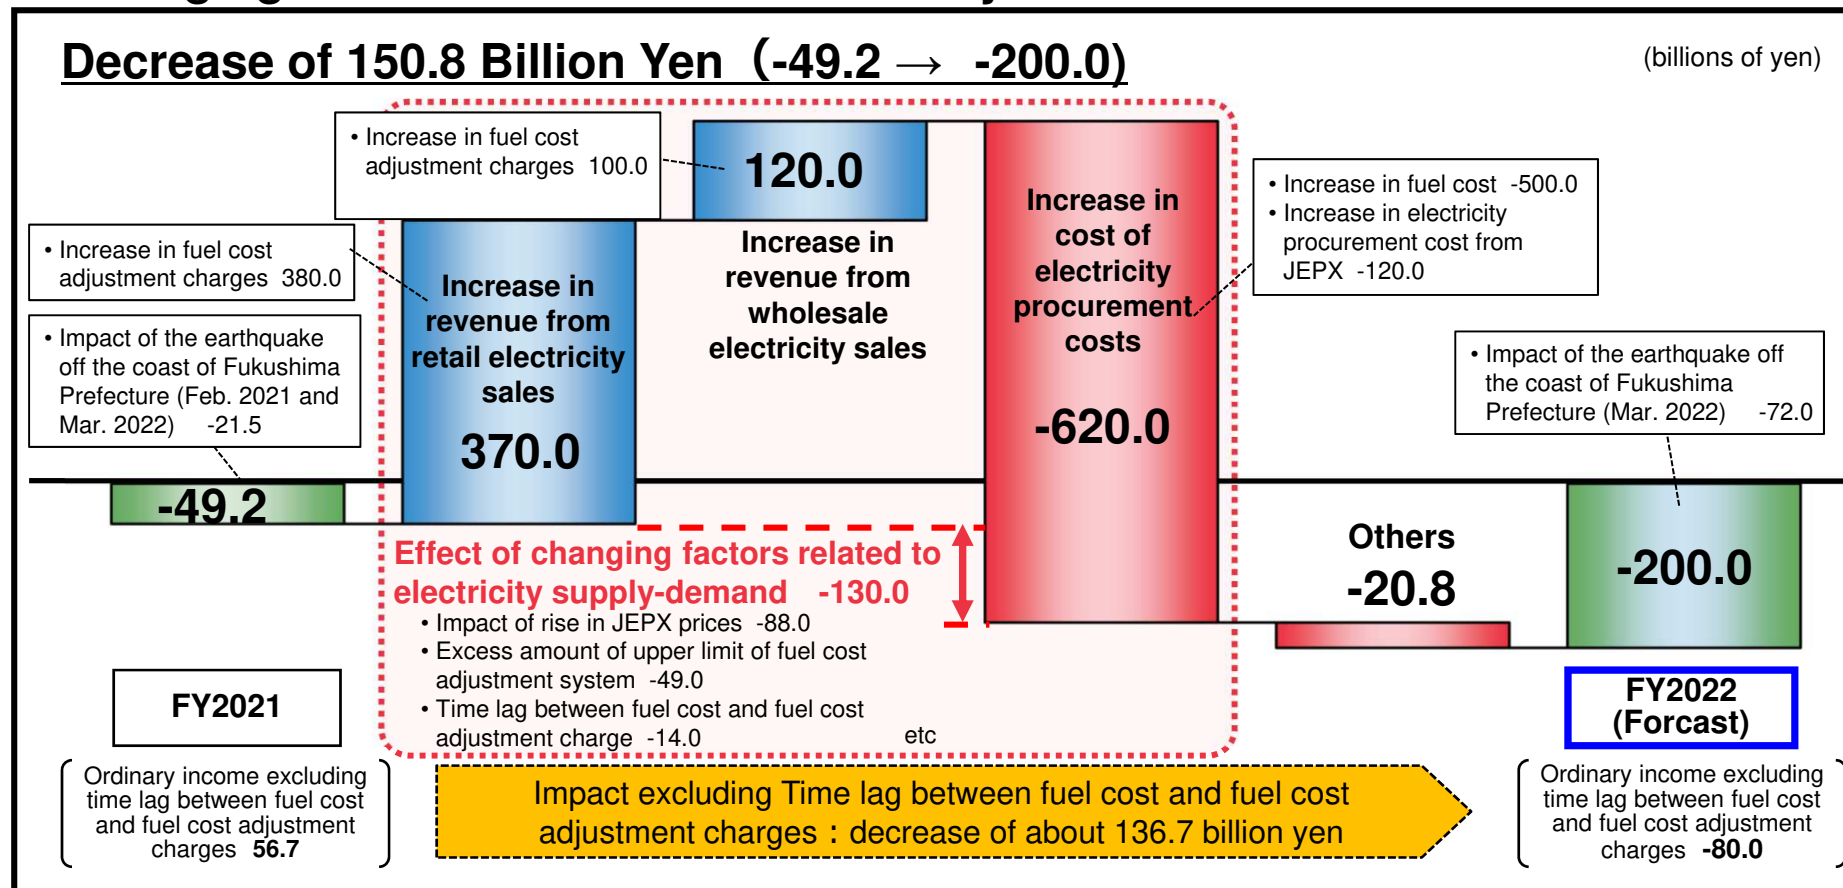 Decrease of 150.8 Billion Yen (-49.2 → -200.0)
(billions of yen)
• Increase in fuel cost
adjustment charges 100.0
120.0
Increase in
revenue from
wholesale
electricity sales
• Increase in fuel cost
adjustment charges 380.0
Increase in
revenue from
retail electricity
sales
370.0
Increase in
cost of
electricity
procurement
costs
-620.0
• Increase in fuel cost -500.0
• Increase in electricity
procurement cost from
JEPX -120.0
• Impact of the earthquake
off the coast of Fukushima
Prefecture (Feb. 2021 and
Mar. 2022) -21.5
• Impact of the earthquake off
the coast of Fukushima
Prefecture (Mar. 2022) -72.0
-49.2
Others
-20.8
-200.0
Effect of changing factors related to
electricity supply-demand -130.0
• Impact of rise in JEPX prices -88.0
• Excess amount of upper limit of fuel cost
adjustment system -49.0
• Time lag between fuel cost and fuel cost
adjustment charge -14.0 etc
FY2021
FY2022
(Forcast)
Ordinary income excluding
time lag between fuel cost
and fuel cost adjustment
charges 56.7
Impact excluding Time lag between fuel cost and fuel cost
adjustment charges : decrease of about 136.7 billion yen
Ordinary income excluding
time lag between fuel cost
and fuel cost adjustment
charges -80.0